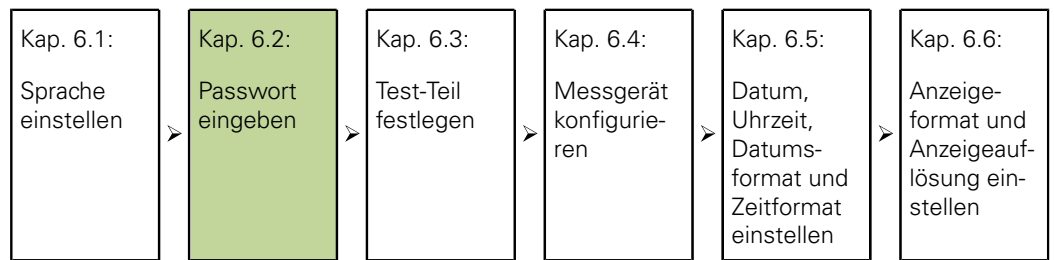 Kap. 6.1:
Sprache
einstellen
➢
Kap. 6.2:
Passwort
eingeben
➢
Kap. 6.3:
Test-Teil
festlegen
➢
Kap. 6.4:
Messgerät
konfigurie-
ren
➢
Kap. 6.5:
Datum,
Uhrzeit,
Datums-
format und
Zeitformat
einstellen
➢
Kap. 6.6:
Anzeige-
format und
Anzeigeauf-
lösung ein-
stellen